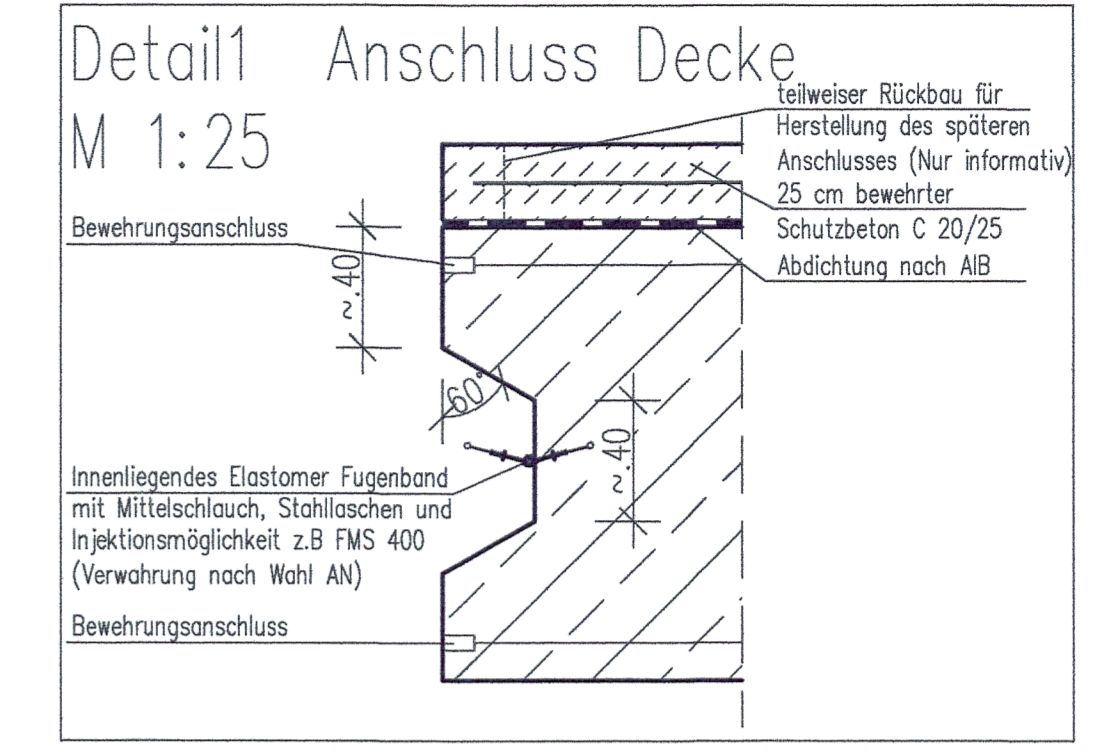 Detail1 Anschluss Decke
M 1:25
teilweiser Rückbau für
Herstellung des späteren
Anschlusses (Nur informativ)
25 cm bewehrter
Schutzbeton C 20/25
Abdichtung nach AIB
Bewehrungsanschluss
~.40
60°
~.40
Innenliegendes Elastomer Fugenband
mit Mittelschlauch, Stahllaschen und
Injektionsmöglichkeit z.B FMS 400
(Verwahrung nach Wahl AN)
Bewehrungsanschluss